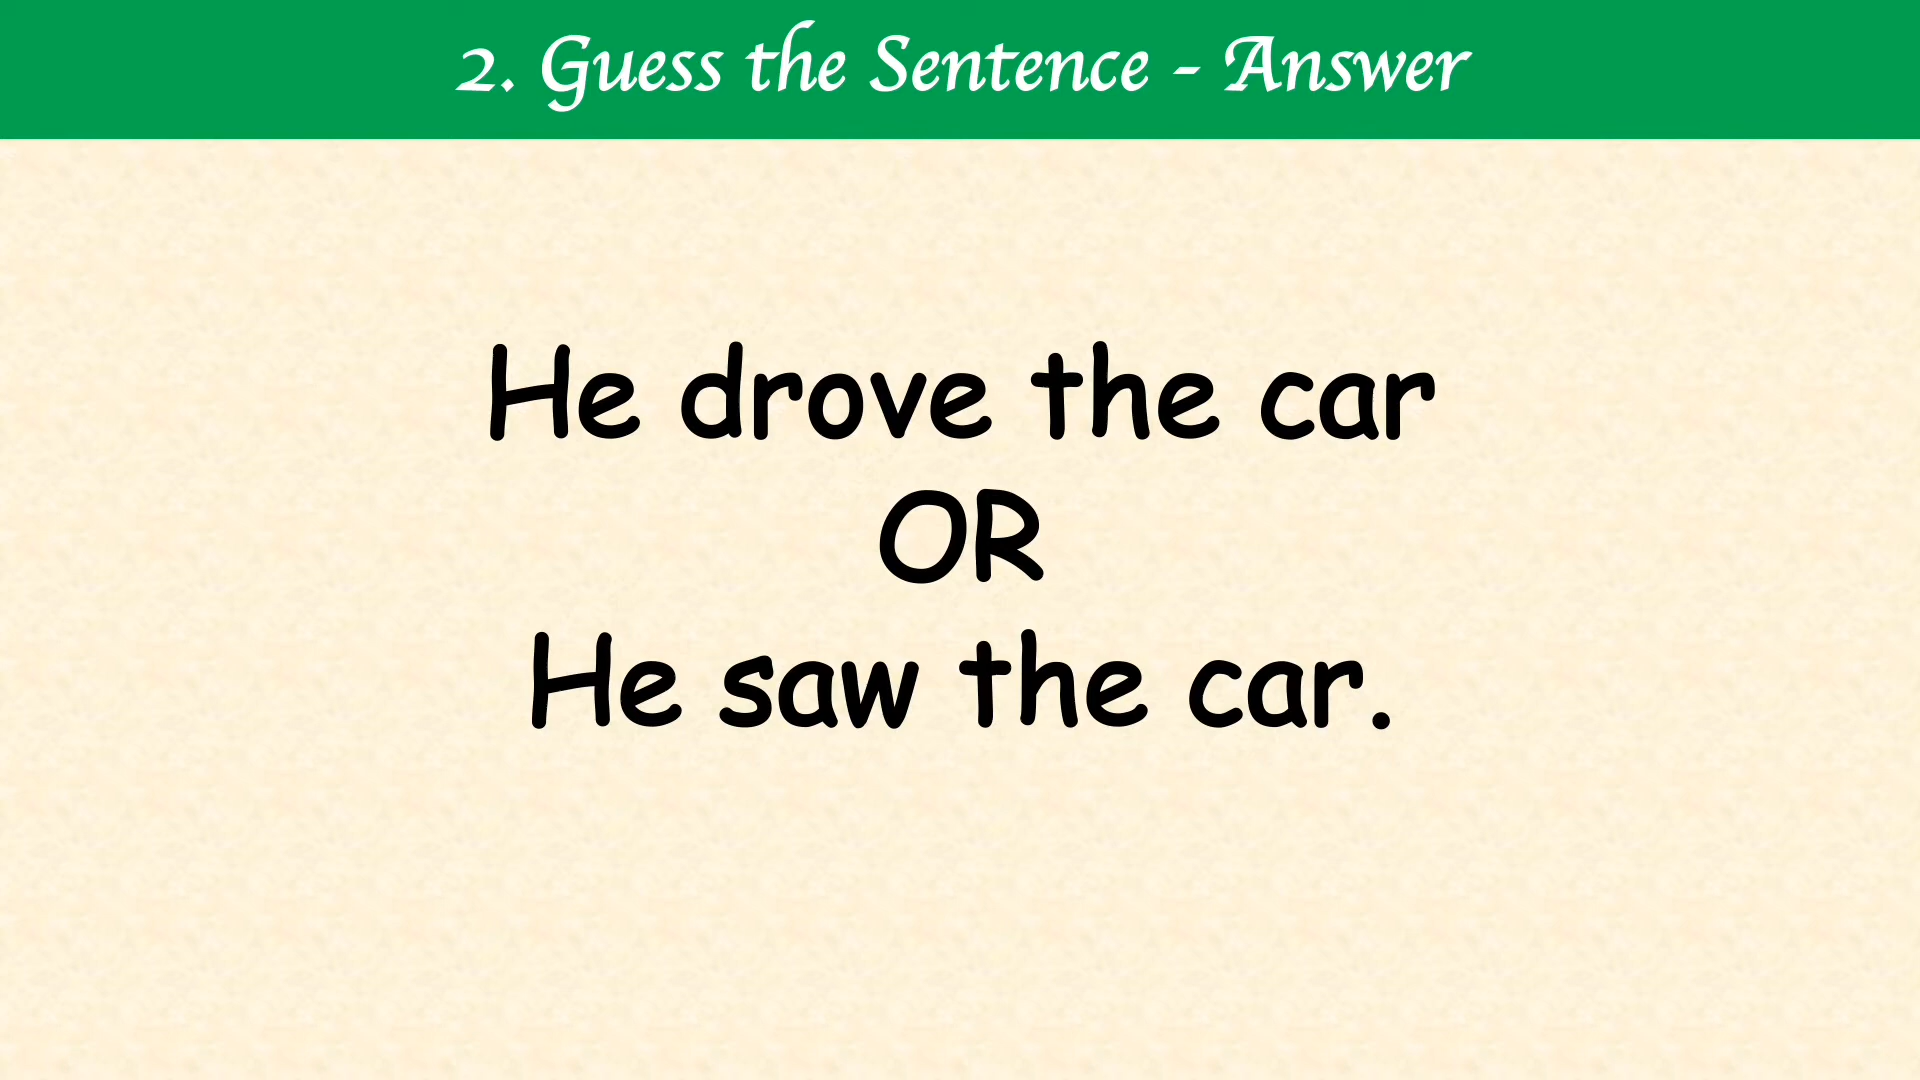 2. Guess the Sentence - Answer
He drove the car
OR
He saw the car.